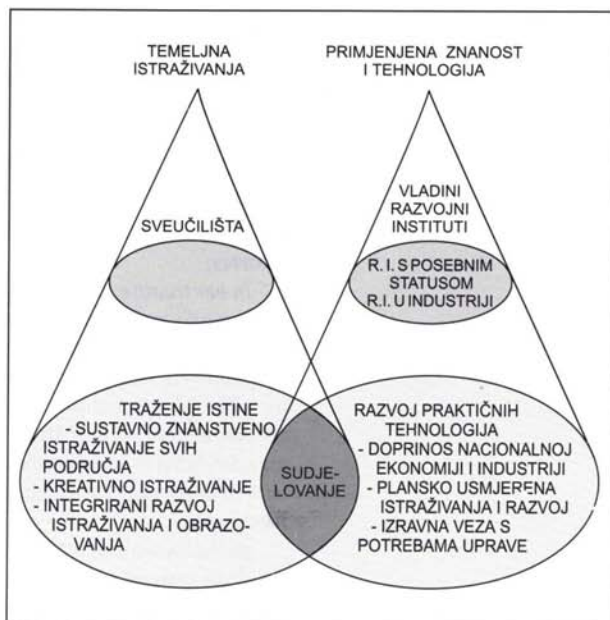 TEMELJNA
ISTRAŽIVANJA
PRIMJENJENA ZNANOST
I TEHNOLOGIJA
SVEUČILIŠTA
VLADINI
RAZVOJNI
INSTITUTI
R. I. S POSEBNIM
STATUSOM
R. I. U INDUSTRIJI
TRAŽENJE ISTINE
- SUSTAVNO ZNANSTVENO
ISTRAŽIVANJE SVIH
PODRUČJA
- KREATIVNO ISTRAŽIVANJE
- INTEGRIRANI RAZVOJ
ISTRAŽIVANJA I OBRAZO-
VANJA
SUDJE-
LOVANJE
RAZVOJ PRAKTIČNIH
TEHNOLOGIJA
- DOPRINOS NACIONALNOJ
EKONOMIJI I INDUSTRIJI
- PLANSKO USMJERENA
ISTRAŽIVANJA I RAZVOJ
- IZRAVNA VEZA S
POTREBAMA UPRAVE